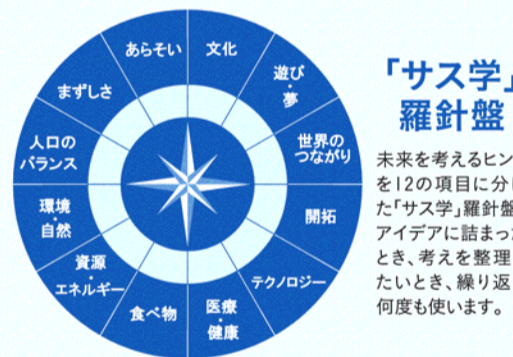 あらそい
文化
遊び
・
夢
世界の
つながり
開拓
テクノロジー
医療
・
健康
食べ物
資源
・
エネルギー
環境
・
自然
人口の
バランス
まずしさ
「サス学」
羅針盤
未来を考えるヒン
を12の項目に分け
た「サス学」羅針盤
アイデアに詰まった
とき、考えを整理
たいとき、繰り返
何度も使います。